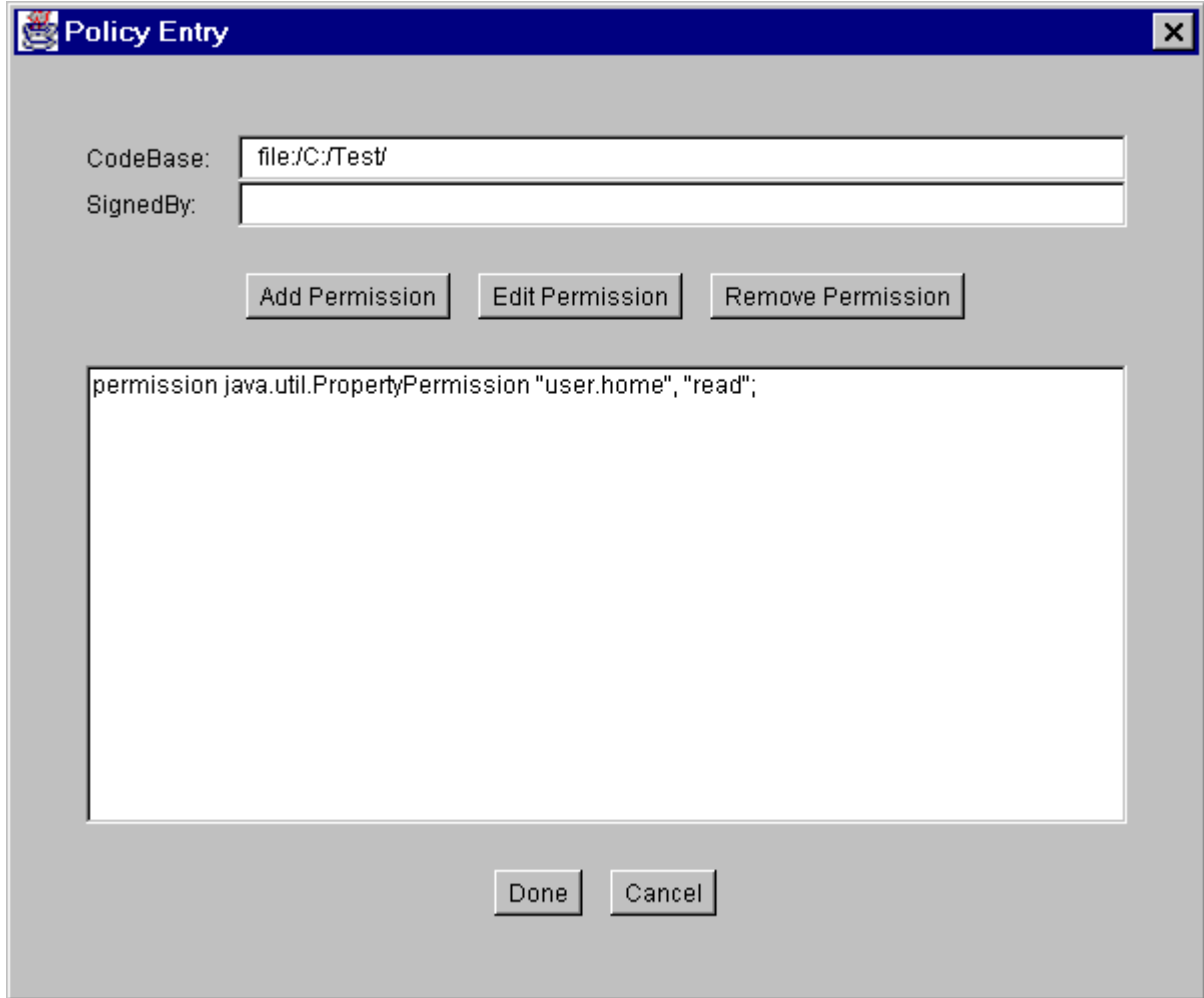 Policy Entry
CodeBase: file:/C:/Test/
SignedBy:
Add Permission Edit Permission Remove Permission
permission java.util.PropertyPermission "user.home", "read";
Done Cancel